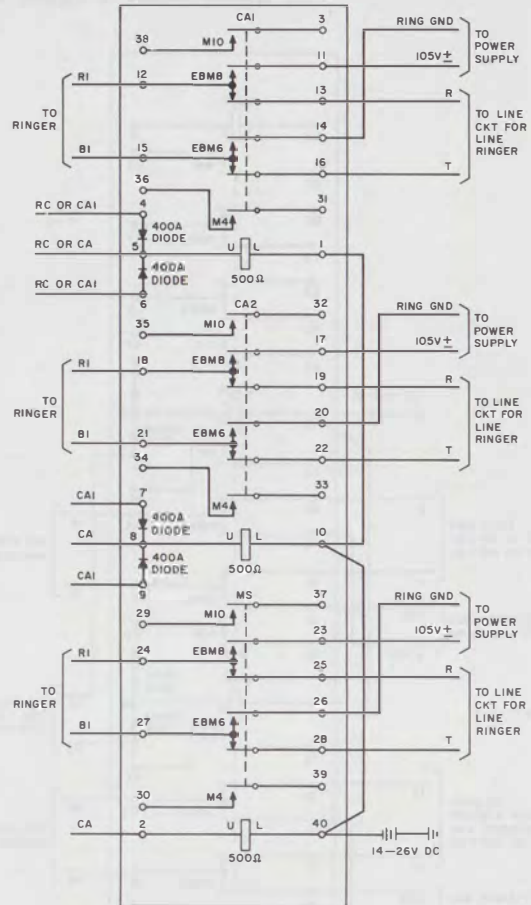 CA1 3 RING GND
38 M10 TO POWER SUPPLY
11 105V±
R1 12 EBM8
13 R
TO RINGER
14 TO LINE CKT FOR LINE RINGER
B1 15 EBM6
16 T
36
31
RC OR CA1 4 M4
400A DIODE
RC OR CA 5 U L 1
400A DIODE 500Ω
RC OR CA1 6
CA2 32 RING GND
35 M10 TO POWER SUPPLY
17 105V±
R1 18 EBM8
19 R
TO RINGER
20 TO LINE CKT FOR LINE RINGER
B1 21 EBM6
22 T
34
33
CA1 7 M4
400A DIODE
CA 8 U L 10
400A DIODE 500Ω
CA1 9
MS 37 RING GND
29 M10 TO POWER SUPPLY
23 105V±
R1 24 EBM8
25 R
TO RINGER
26 TO LINE CKT FOR LINE RINGER
B1 27 EBM6
28 T
39
30 M4
CA 2 U L 40
500Ω 14–26V DC